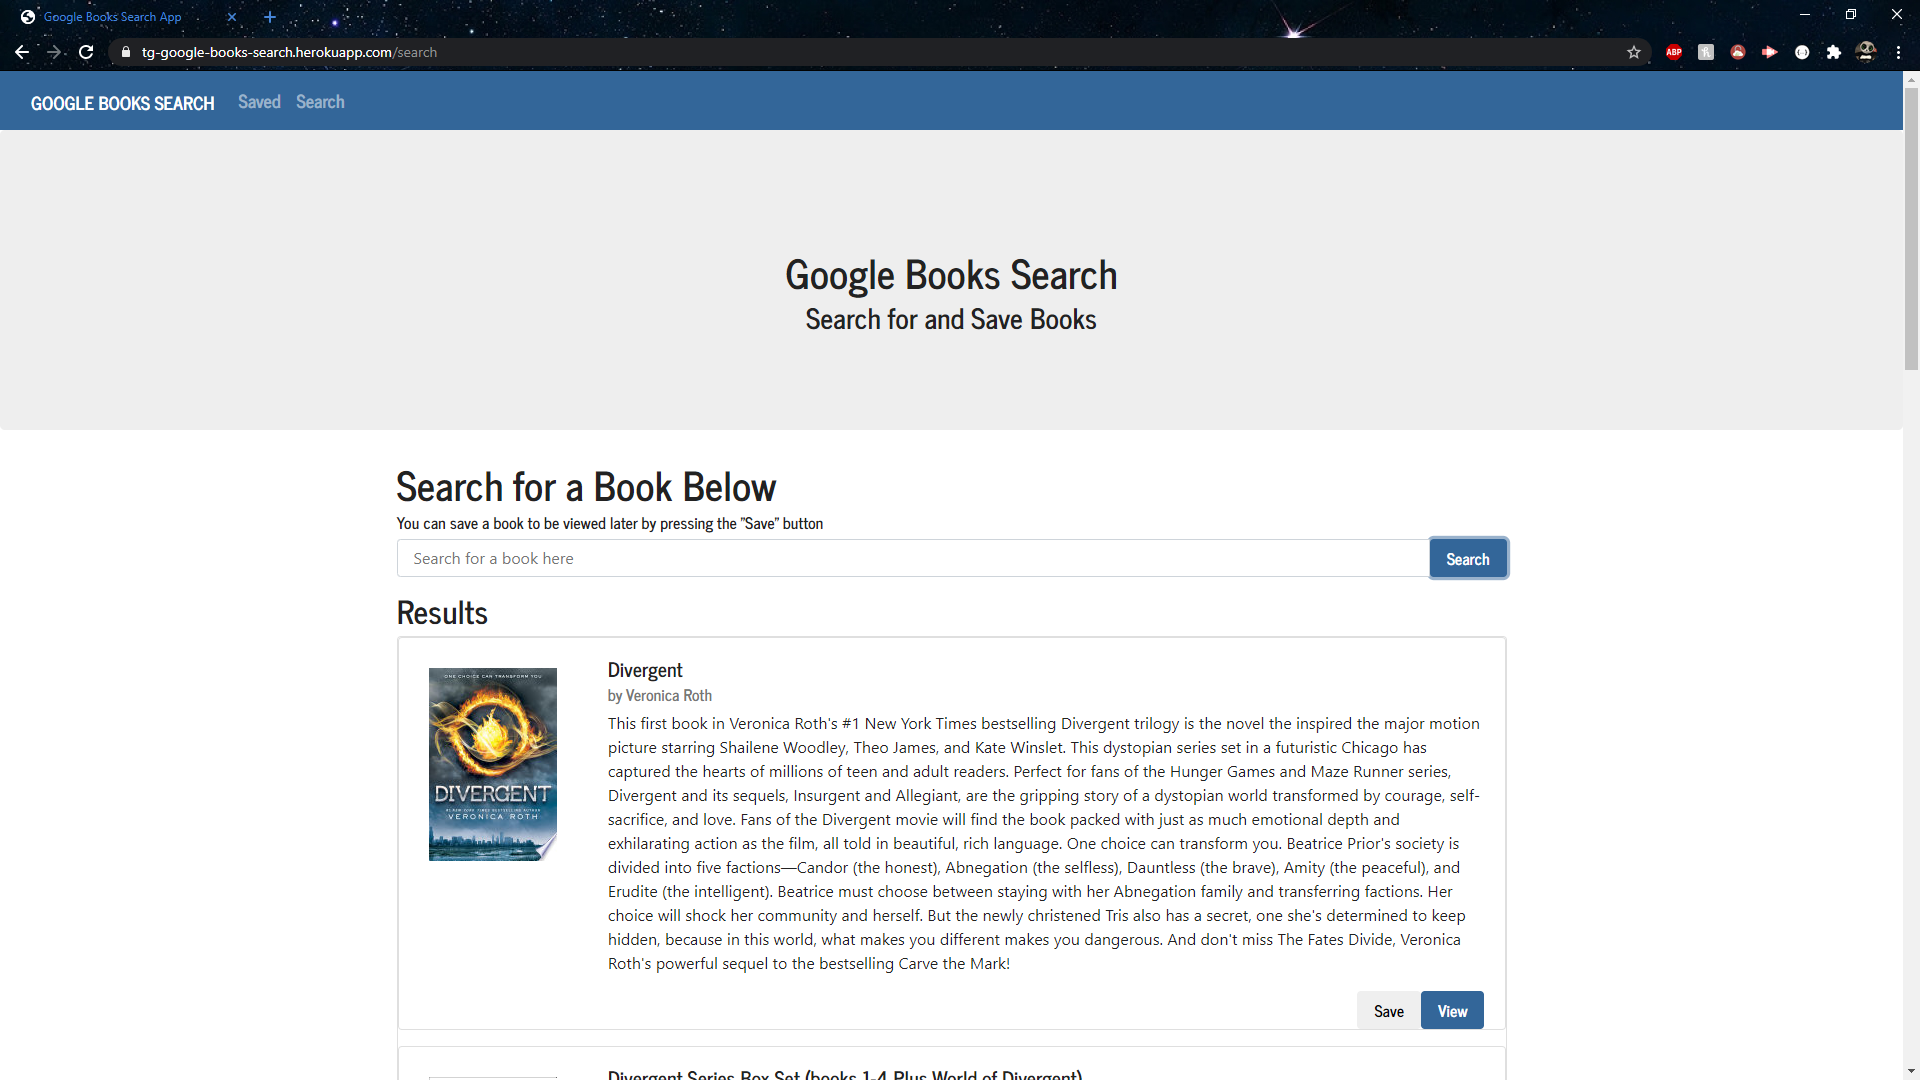 Google Books Search App
tg-google-books-search.herokuapp.com/search
ABP
GOOGLE BOOKS SEARCH Saved Search
Google Books Search
Search for and Save Books
Search for a Book Below
You can save a book to be viewed later by pressing the "Save" button
Search for a book here Search
Results
ONE CHOICE CAN TRANSFORM YOU
DIVERGENT
#1 NEW YORK TIMES BESTSELLING AUTHOR
VERONICA ROTH
Divergent
by Veronica Roth
This first book in Veronica Roth's #1 New York Times bestselling Divergent trilogy is the novel the inspired the major motion
picture starring Shailene Woodley, Theo James, and Kate Winslet. This dystopian series set in a futuristic Chicago has
captured the hearts of millions of teen and adult readers. Perfect for fans of the Hunger Games and Maze Runner series,
Divergent and its sequels, Insurgent and Allegiant, are the gripping story of a dystopian world transformed by courage, self-
sacrifice, and love. Fans of the Divergent movie will find the book packed with just as much emotional depth and
exhilarating action as the film, all told in beautiful, rich language. One choice can transform you. Beatrice Prior's society is
divided into five factions—Candor (the honest), Abnegation (the selfless), Dauntless (the brave), Amity (the peaceful), and
Erudite (the intelligent). Beatrice must choose between staying with her Abnegation family and transferring factions. Her
choice will shock her community and herself. But the newly christened Tris also has a secret, one she's determined to keep
hidden, because in this world, what makes you different makes you dangerous. And don't miss The Fates Divide, Veronica
Roth's powerful sequel to the bestselling Carve the Mark!
Save View
Divergent Series Box Set (books 1-4 Plus World of Divergent)